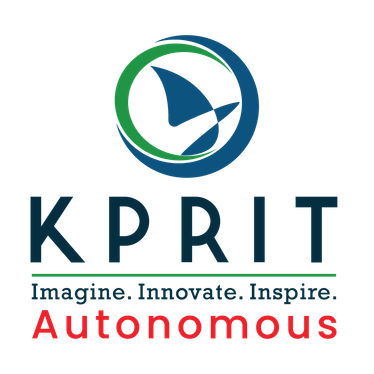 KPRIT
Imagine. Innovate. Inspire.
Autonomous